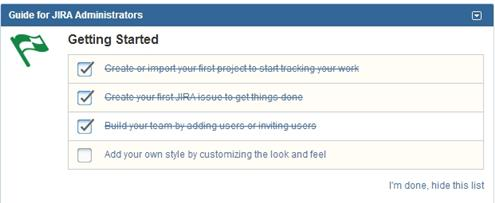 Guide for JIRA Administrators
Getting Started
Create or import your first project to start tracking your work
Create your first JIRA issue to get things done
Build your team by adding users or inviting users
Add your own style by customizing the look and feel
I'm done, hide this list